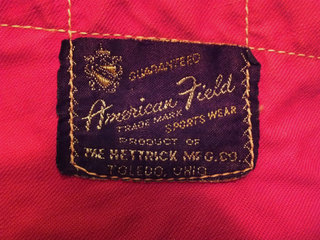 GUARANTEED
American Field
TRADE MARK SPORTS WEAR
PRODUCT OF
THE HETTRICK MFG. CO.
TOLEDO, OHIO